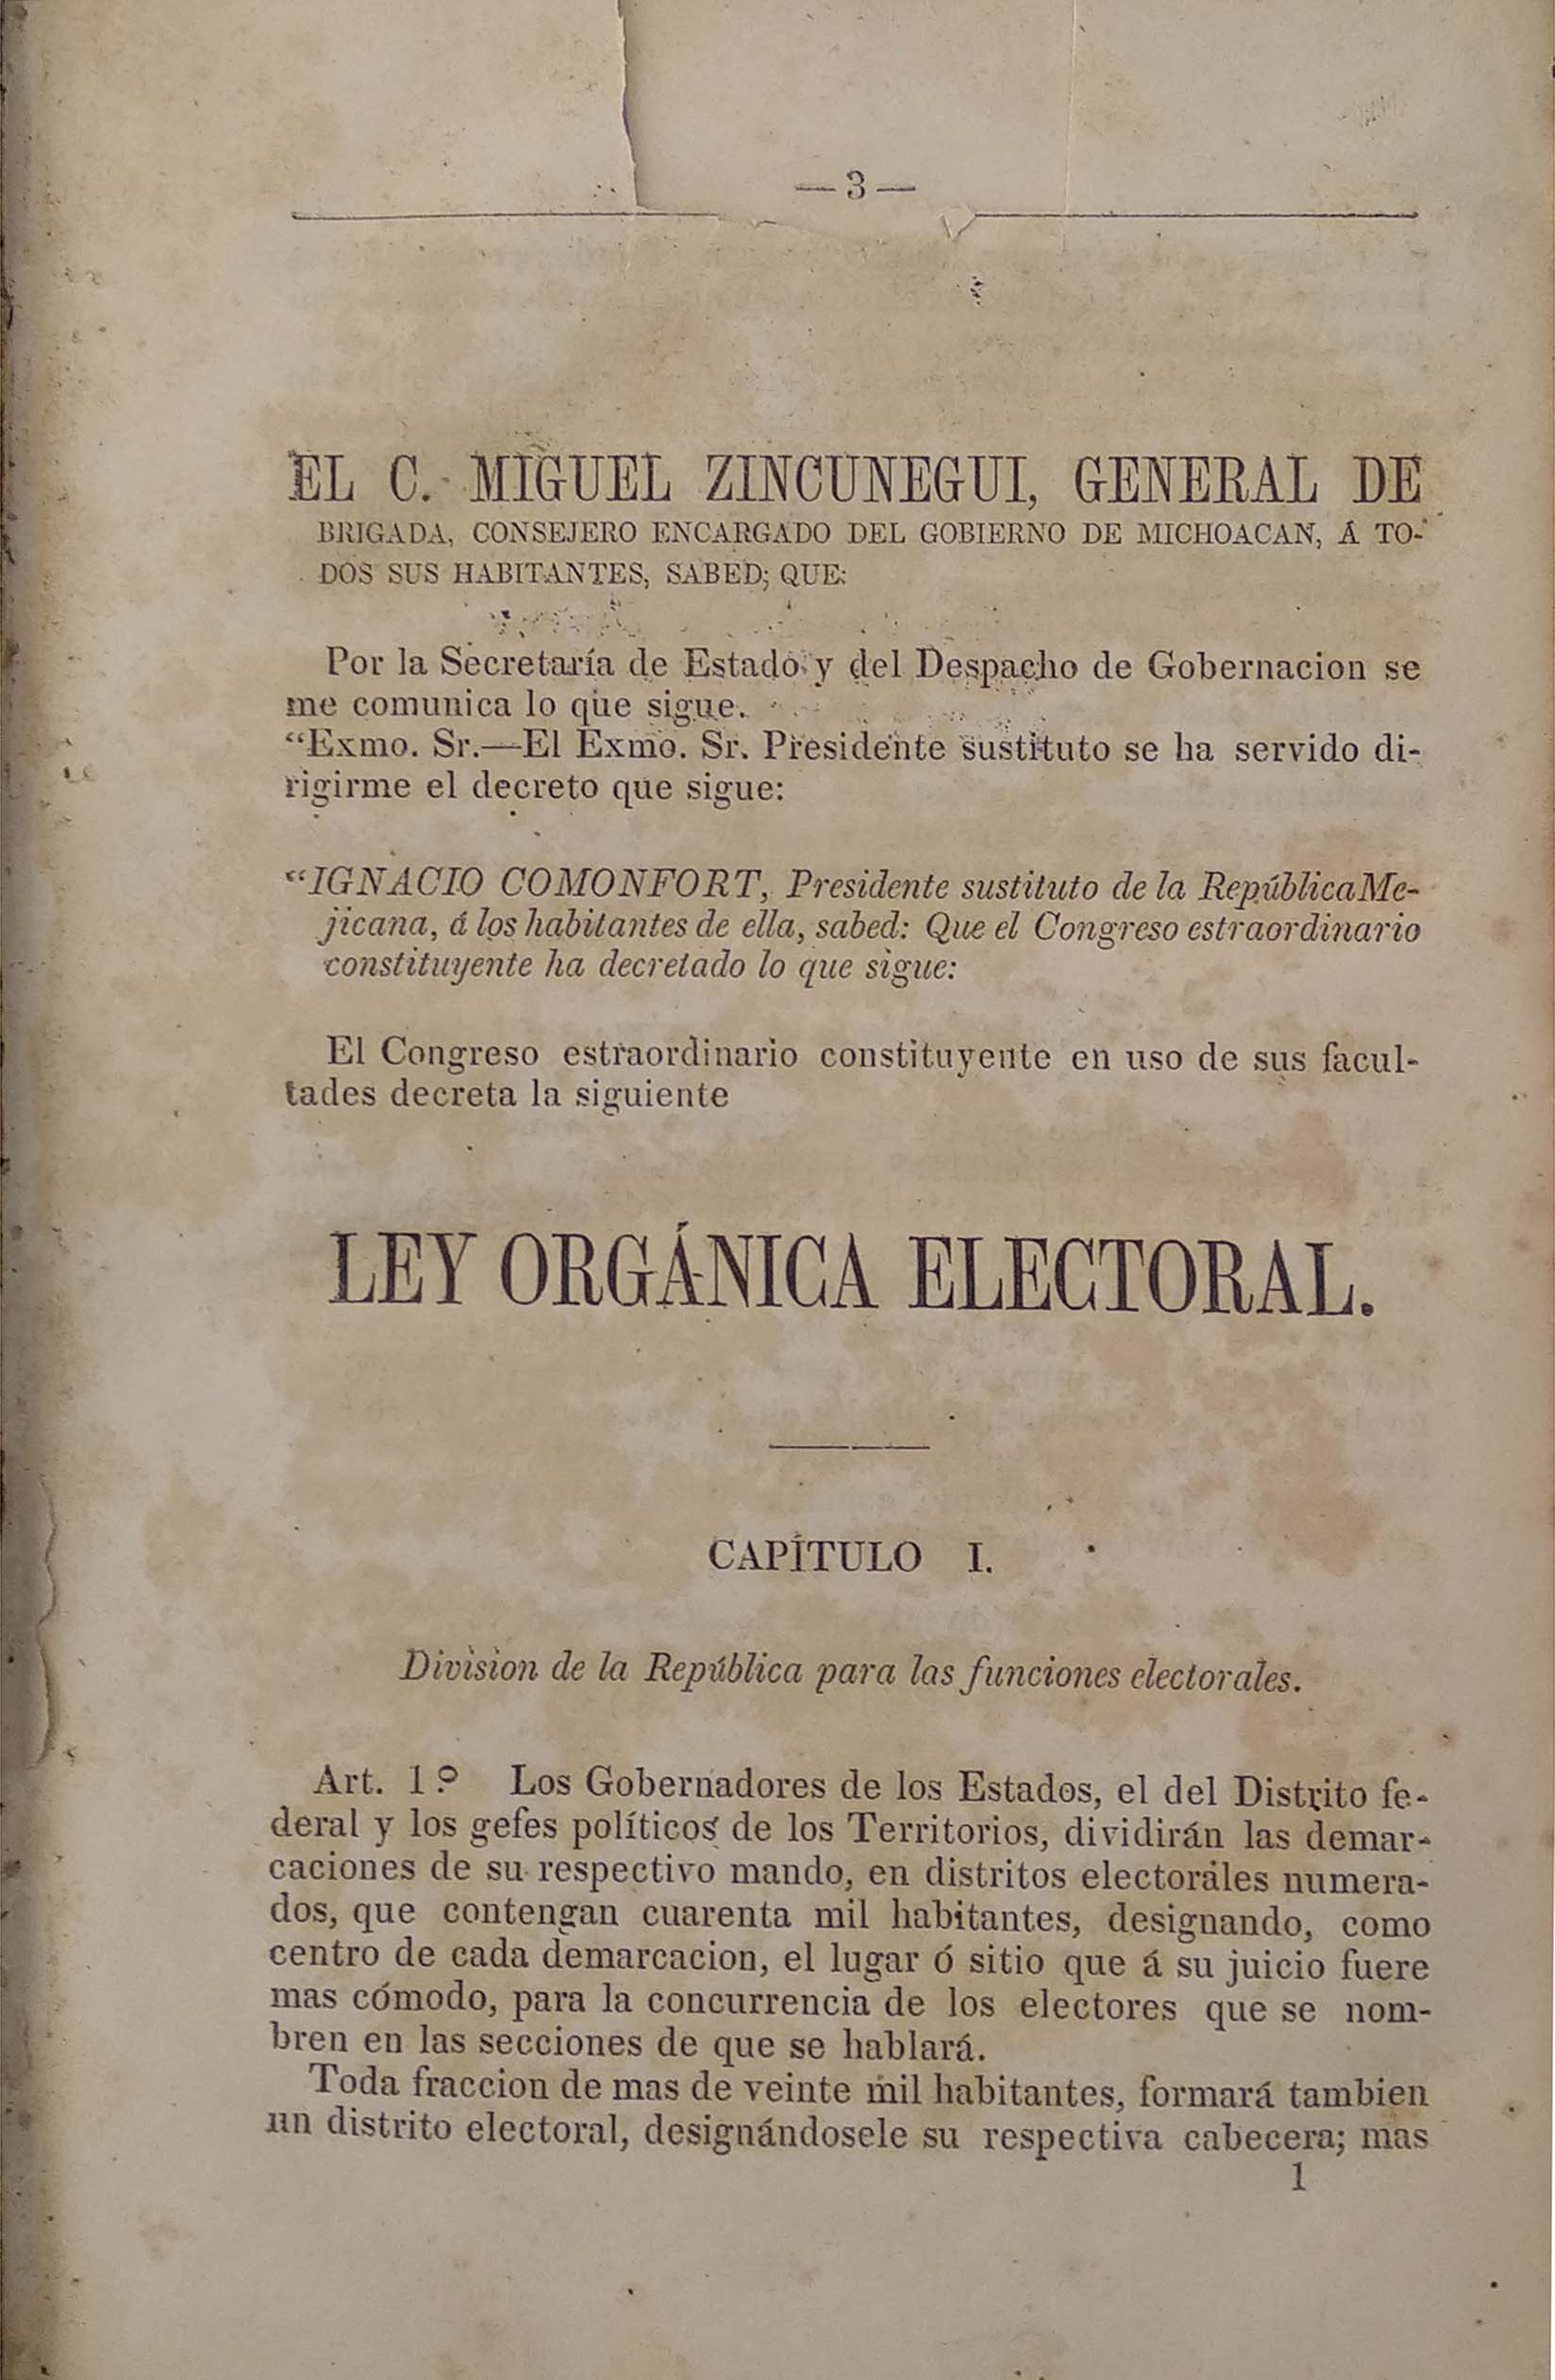 —3—
EL C. MIGUEL ZINCUNEGUI, GENERAL DE
BRIGADA, CONSEJERO ENCARGADO DEL GOBIERNO DE MICHOACAN, Á TO-
DOS SUS HABITANTES, SABED; QUE:
Por la Secretaría de Estado y del Despacho de Gobernacion se
me comunica lo que sigue.
“Exmo. Sr.—El Exmo. Sr. Presidente sustituto se ha servido di-
rigirme el decreto que sigue:
“IGNACIO COMONFORT, Presidente sustituto de la República Me-
jicana, á los habitantes de ella, sabed: Que el Congreso estraordinario
constituyente ha decretado lo que sigue:
El Congreso estraordinario constituyente en uso de sus facul-
tades decreta la siguiente
LEY ORGÁNICA ELECTORAL.
CAPÍTULO I.
Division de la República para las funciones electorales.
Art. 1º Los Gobernadores de los Estados, el del Distrito fe-
deral y los gefes políticos de los Territorios, dividirán las demar-
caciones de su respectivo mando, en distritos electoráles numera-
dos, que contengan cuarenta mil habitantes, designando, como
centro de cada demarcacion, el lugar ó sitio que á su juicio fuere
mas cómodo, para la concurrencia de los electores que se nom-
bren en las secciones de que se hablará.
Toda fraccion de mas de veinte mil habitantes, formará tambien
un distrito electoral, designándosele su respectiva cabecera; mas
1